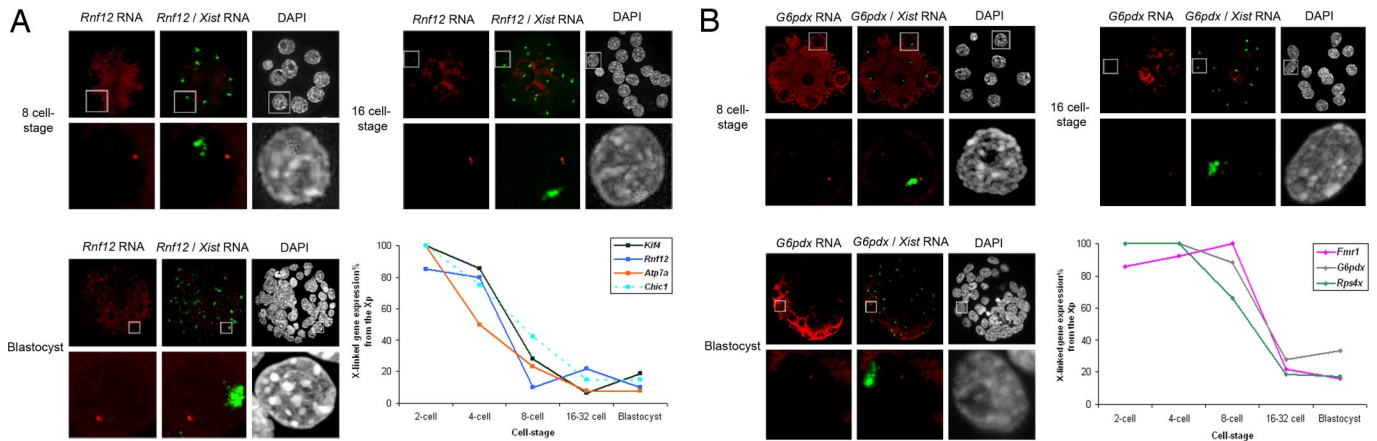 A
Rnf12 RNA
Rnf12 / Xist RNA
DAPI
8 cell-
stage
Rnf12 RNA
Rnf12 / Xist RNA
DAPI
16 cell-
stage
Rnf12 RNA
Rnf12 / Xist RNA
DAPI
Blastocyst
X-linked gene expression%
from the Xp
100
80
60
40
20
0
Kif4
Rnf12
Atp7a
Chic1
2-cell
4-cell
8-cell
16-32 cell
Blastocyst
Cell-stage
B
G6pdx RNA
G6pdx / Xist RNA
DAPI
8 cell-
stage
G6pdx RNA
G6pdx / Xist RNA
DAPI
16 cell-
stage
G6pdx RNA
G6pdx / Xist RNA
DAPI
Blastocyst
X-linked gene expression%
from the Xp
100
80
60
40
20
0
Fmr1
G6pdx
Rps4x
2-cell
4-cell
8-cell
16-32 cell
Blastocyst
Cell-stage